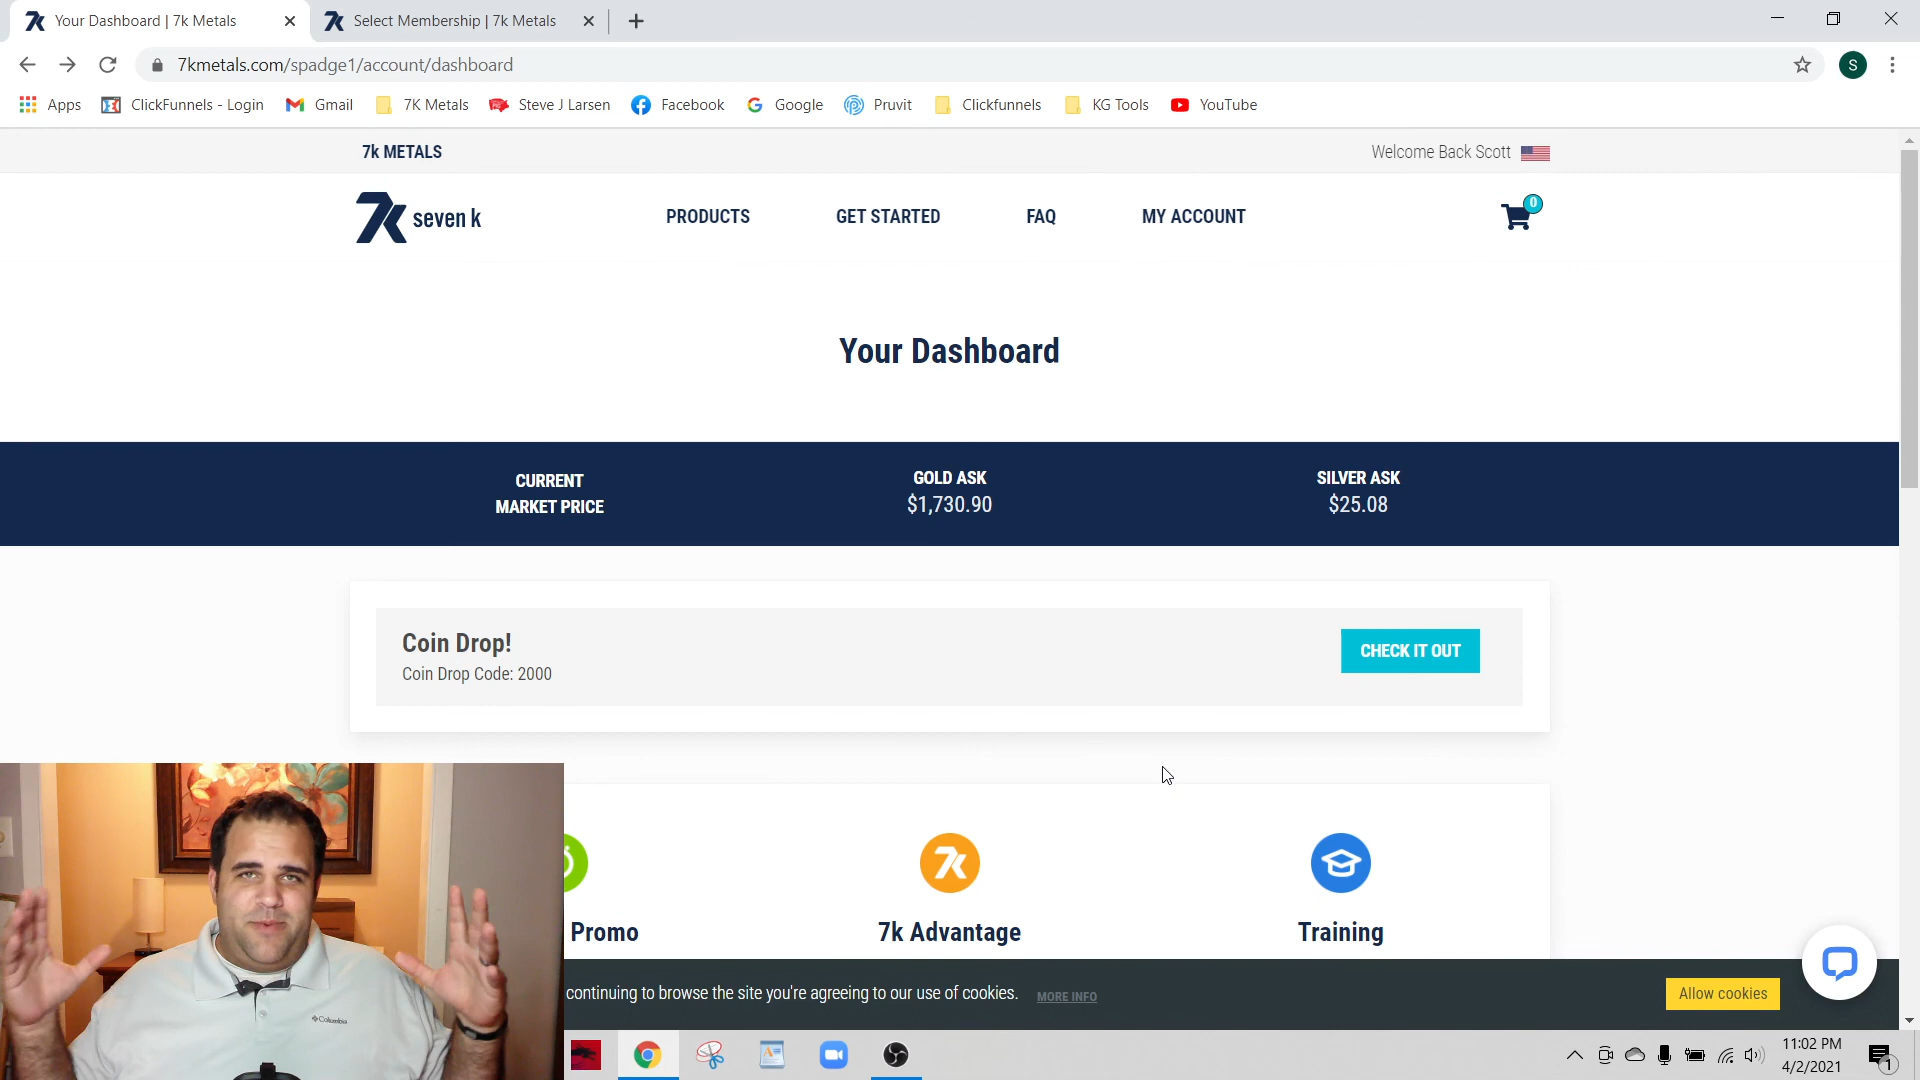 Your Dashboard | 7k Metals
Select Membership | 7k Metals
7kmetals.com/spadge1/account/dashboard
S
Apps
ClickFunnels - Login
Gmail
7K Metals
Steve J Larsen
Facebook
Google
Pruvit
Clickfunnels
KG Tools
YouTube
7k METALS
Welcome Back Scott
7k seven k
PRODUCTS
GET STARTED
FAQ
MY ACCOUNT
0
Your Dashboard
CURRENT
MARKET PRICE
GOLD ASK
$1,730.90
SILVER ASK
$25.08
Coin Drop!
Coin Drop Code: 2000
CHECK IT OUT
7k
Promo
7k Advantage
Training
continuing to browse the site you're agreeing to our use of cookies.
MORE INFO
Allow cookies
Columbia
11:02 PM
4/2/2021
1